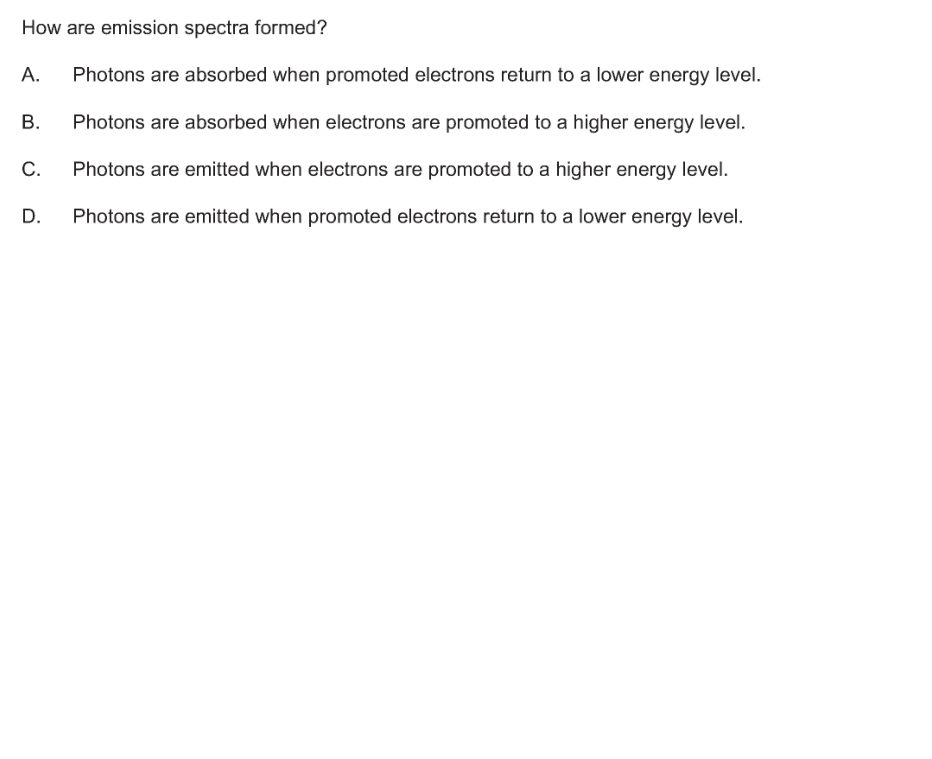 How are emission spectra formed?
A. Photons are absorbed when promoted electrons return to a lower energy level.
B. Photons are absorbed when electrons are promoted to a higher energy level.
C. Photons are emitted when electrons are promoted to a higher energy level.
D. Photons are emitted when promoted electrons return to a lower energy level.